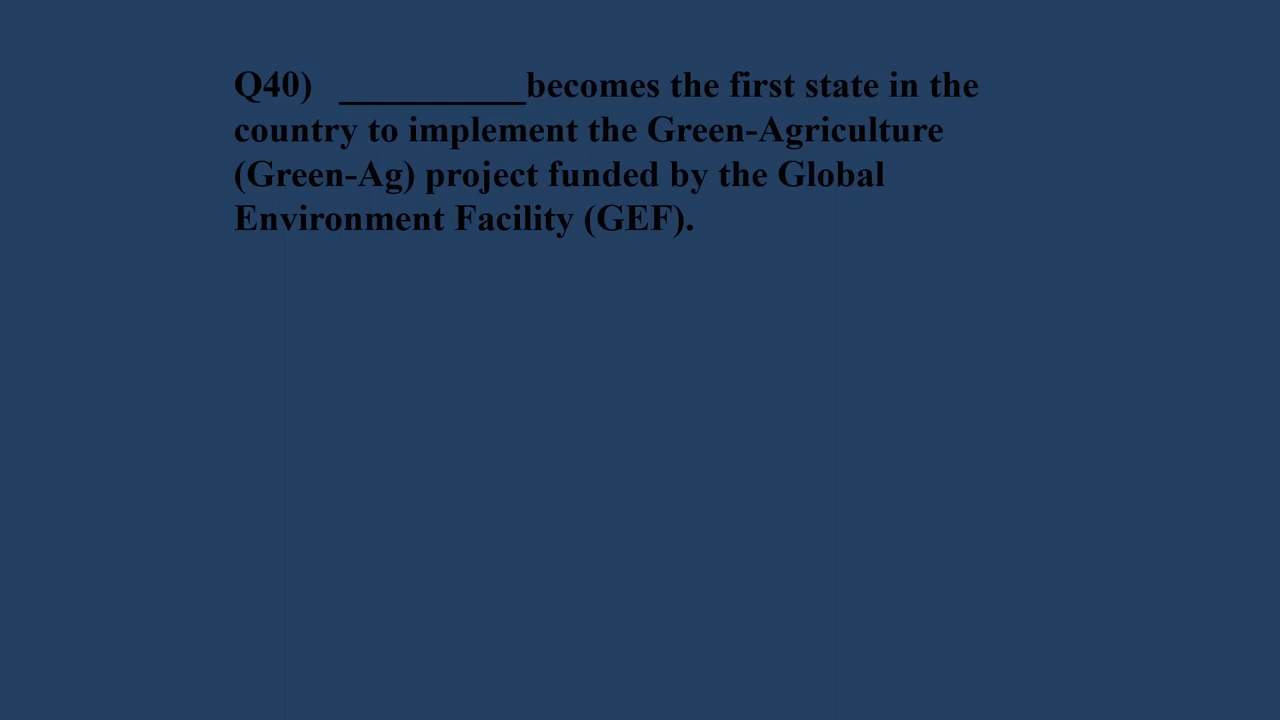 Q40) __________becomes the first state in the
country to implement the Green-Agriculture
(Green-Ag) project funded by the Global
Environment Facility (GEF).